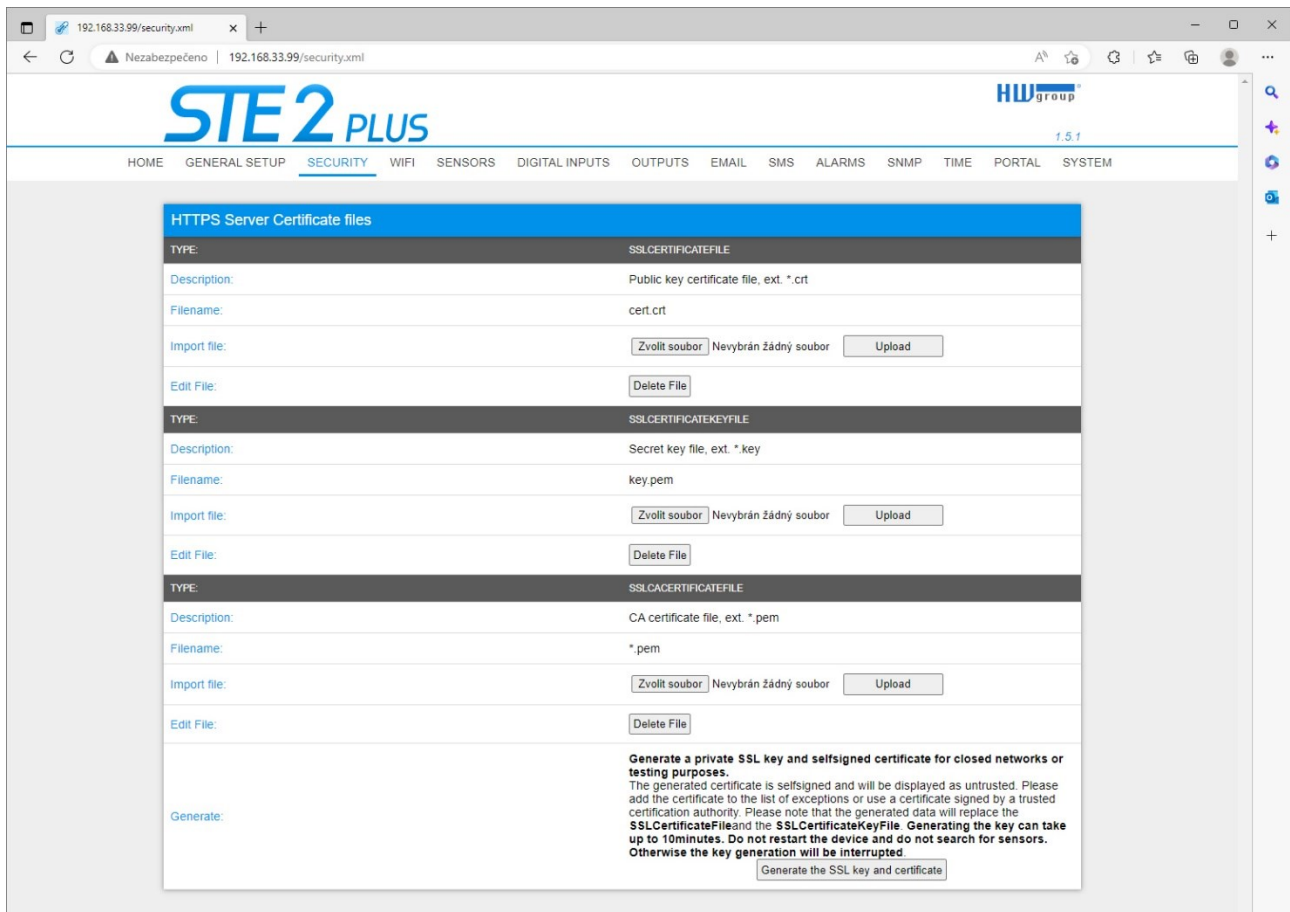 192.168.33.99/security.xml
Nezabezpečeno 192.168.33.99/security.xml
STE2 PLUS
HWgroup
1.5.1
HOME GENERAL SETUP SECURITY WIFI SENSORS DIGITAL INPUTS OUTPUTS EMAIL SMS ALARMS SNMP TIME PORTAL SYSTEM
HTTPS Server Certificate files
TYPE: SSLCERTIFICATEFILE
Description: Public key certificate file, ext. *.crt
Filename: cert.crt
Import file: Zvolit soubor Nevybrán žádný soubor Upload
Edit File: Delete File
TYPE: SSLCERTIFICATEKEYFILE
Description: Secret key file, ext. *.key
Filename: key.pem
Import file: Zvolit soubor Nevybrán žádný soubor Upload
Edit File: Delete File
TYPE: SSLCACERTIFICATEFILE
Description: CA certificate file, ext. *.pem
Filename: *.pem
Import file: Zvolit soubor Nevybrán žádný soubor Upload
Edit File: Delete File
Generate:
Generate a private SSL key and selfsigned certificate for closed networks or
testing purposes.
The generated certificate is selfsigned and will be displayed as untrusted. Please
add the certificate to the list of exceptions or use a certificate signed by a trusted
certification authority. Please note that the generated data will replace the
SSLCertificateFileand the SSLCertificateKeyFile. Generating the key can take
up to 10minutes. Do not restart the device and do not search for sensors.
Otherwise the key generation will be interrupted.
Generate the SSL key and certificate